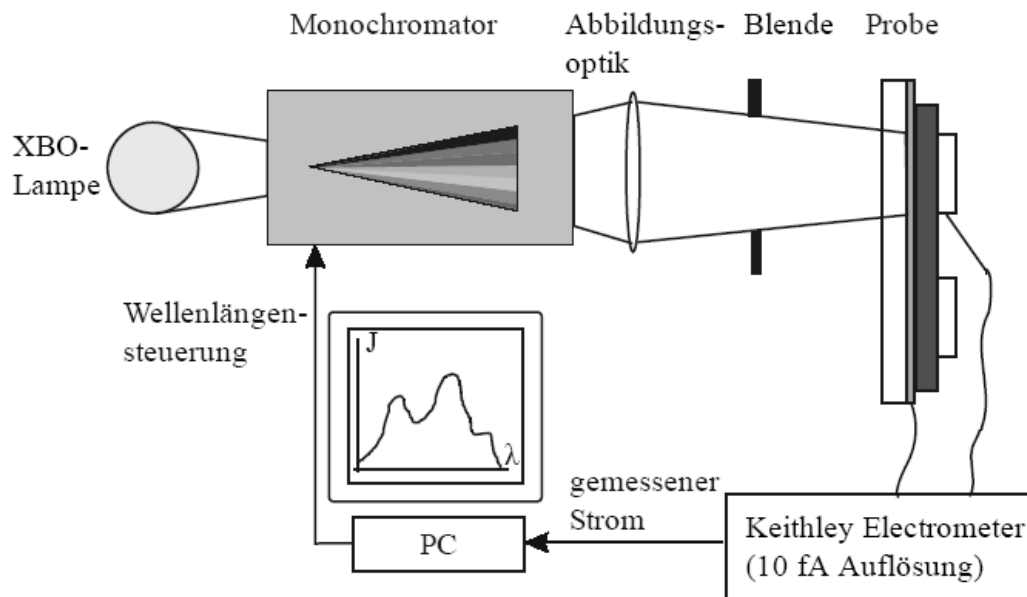 Monochromator
Abbildungs-
optik
Blende
Probe
XBO-
Lampe
Wellenlängen-
steuerung
J
λ
gemessener
Strom
PC
Keithley Electrometer
(10 fA Auflösung)